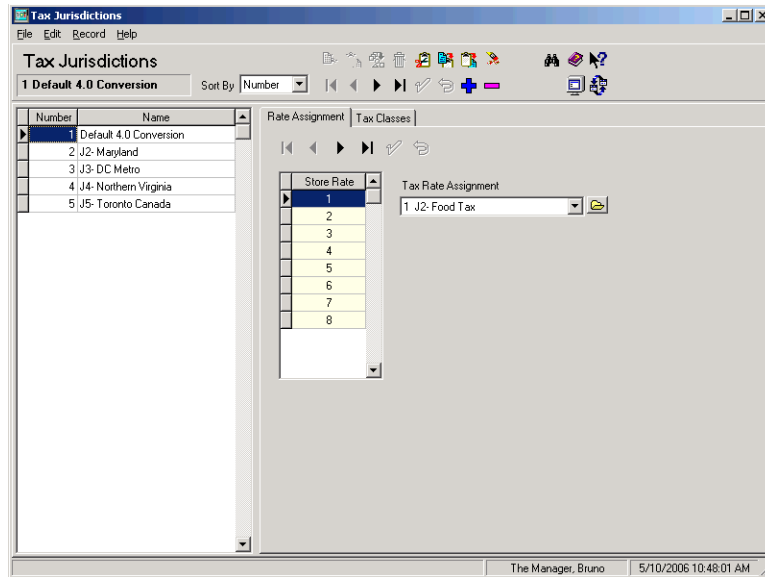 Tax Jurisdictions
File Edit Record Help
Tax Jurisdictions
1 Default 4.0 Conversion Sort By Number
Number Name
1 Default 4.0 Conversion
2 J2- Maryland
3 J3- DC Metro
4 J4- Northern Virginia
5 J5- Toronto Canada
Rate Assignment Tax Classes
Store Rate
1
2
3
4
5
6
7
8
Tax Rate Assignment
1 J2- Food Tax
The Manager, Bruno 5/10/2006 10:48:01 AM